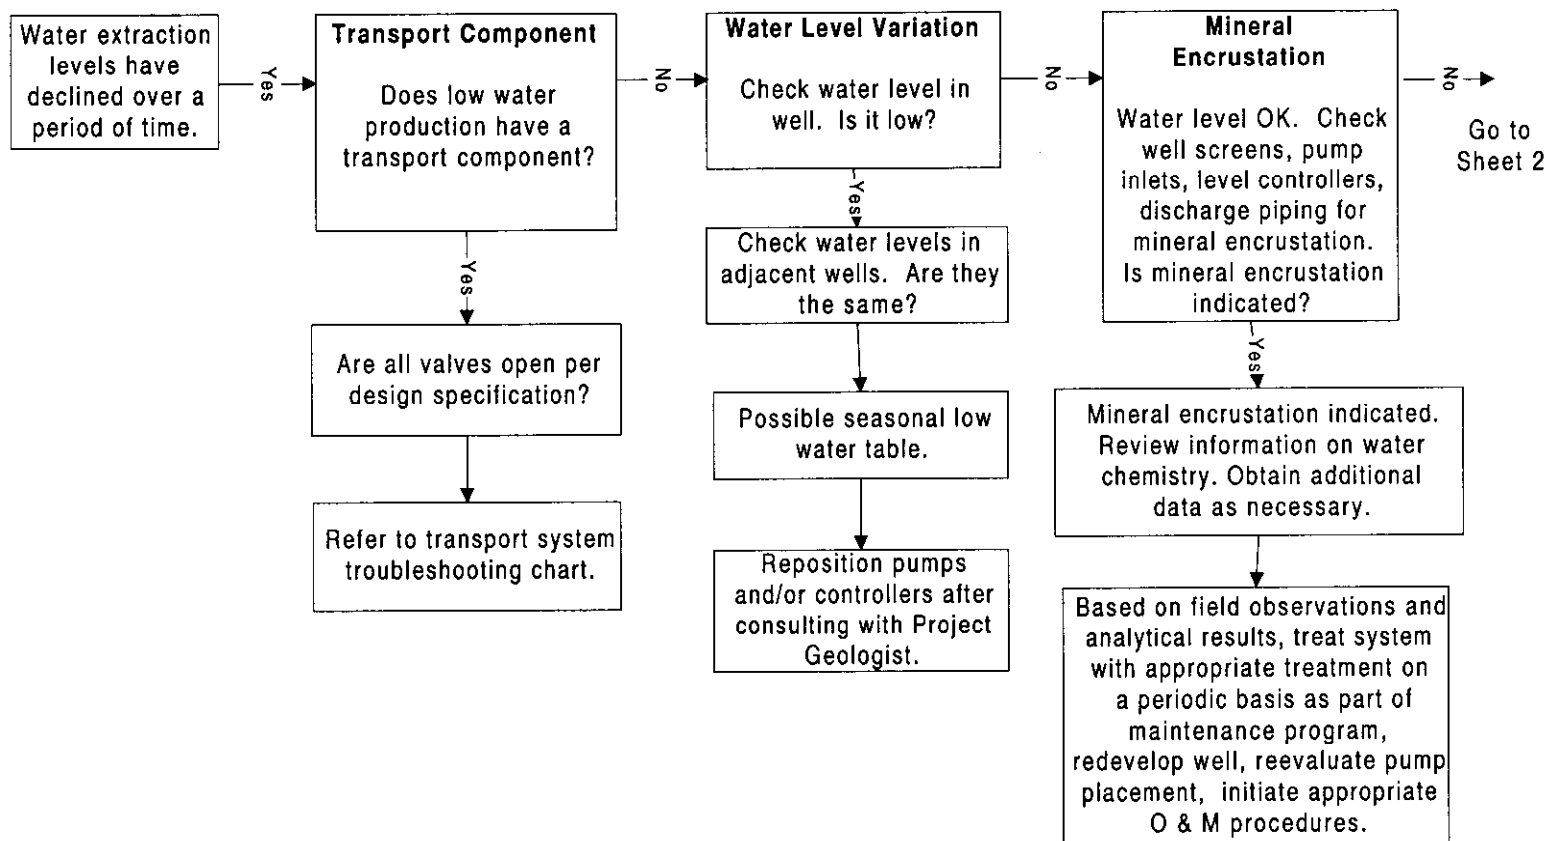 Water extraction
levels have
declined over a
period of time.
Yes
Transport Component
Does low water
production have a
transport component?
No
Water Level Variation
Check water level in
well. Is it low?
No
Mineral
Encrustation
Water level OK. Check
well screens, pump
inlets, level controllers,
discharge piping for
mineral encrustation.
Is mineral encrustation
indicated?
No
Go to
Sheet 2
Yes
Are all valves open per
design specification?
Refer to transport system
troubleshooting chart.
Yes
Check water levels in
adjacent wells. Are they
the same?
Possible seasonal low
water table.
Reposition pumps
and/or controllers after
consulting with Project
Geologist.
Yes
Mineral encrustation indicated.
Review information on water
chemistry. Obtain additional
data as necessary.
Based on field observations and
analytical results, treat system
with appropriate treatment on
a periodic basis as part of
maintenance program,
redevelop well, reevaluate pump
placement, initiate appropriate
O & M procedures.